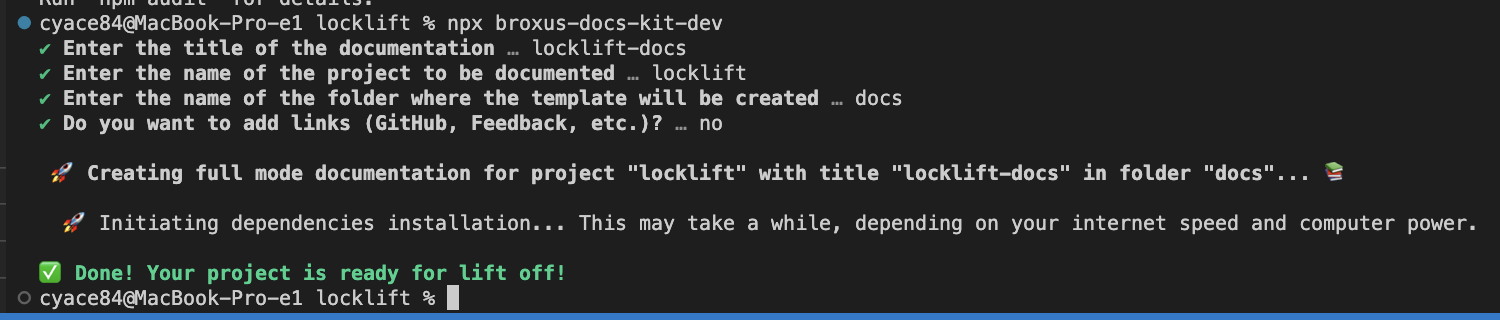 Run `npm audit` for details.
cyace84@MacBook-Pro-e1 locklift % npx broxus-docs-kit-dev
✔ Enter the title of the documentation … locklift-docs
✔ Enter the name of the project to be documented … locklift
✔ Enter the name of the folder where the template will be created … docs
✔ Do you want to add links (GitHub, Feedback, etc.)? … no
🚀 Creating full mode documentation for project "locklift" with title "locklift-docs" in folder "docs"... 📚
🚀 Initiating dependencies installation... This may take a while, depending on your internet speed and computer power.
✅ Done! Your project is ready for lift off!
cyace84@MacBook-Pro-e1 locklift %